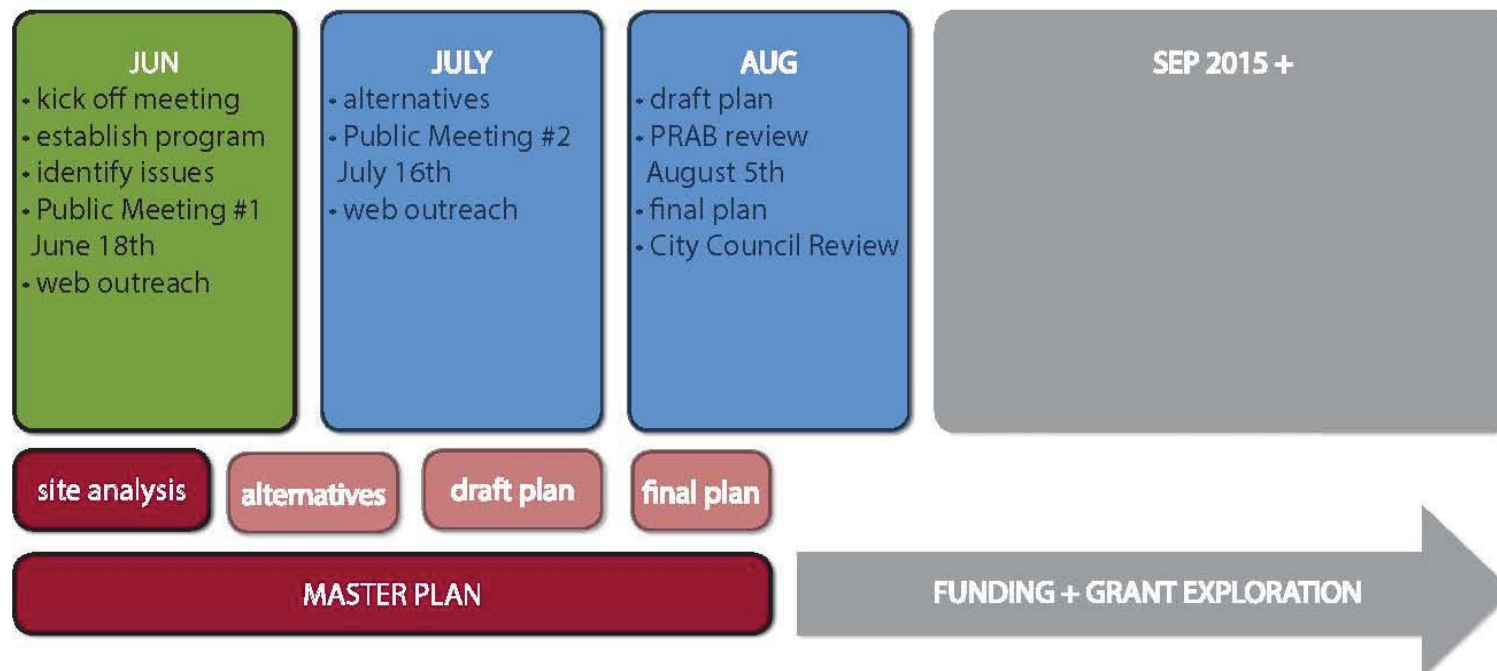 JUN
• kick off meeting
• establish program
• identify issues
• Public Meeting #1
June 18th
• web outreach
JULY
• alternatives
• Public Meeting #2
July 16th
• web outreach
AUG
• draft plan
• PRAB review
August 5th
• final plan
• City Council Review
SEP 2015 +
site analysis
alternatives
draft plan
final plan
MASTER PLAN
FUNDING + GRANT EXPLORATION